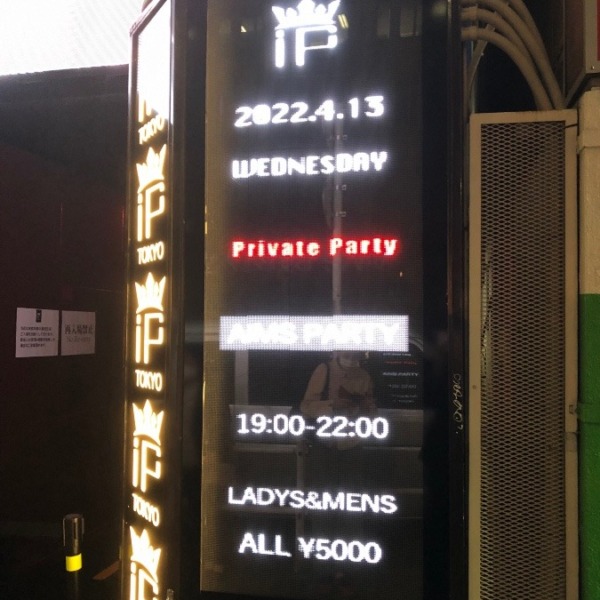 iP
2022.4.13
WEDNESDAY
Private Party
AIMS PARTY
19:00-22:00
LADYS&MENS
ALL ¥5000
TOKYO
iP
TOKYO
iP
TOKYO
iP
TOKYO
iP